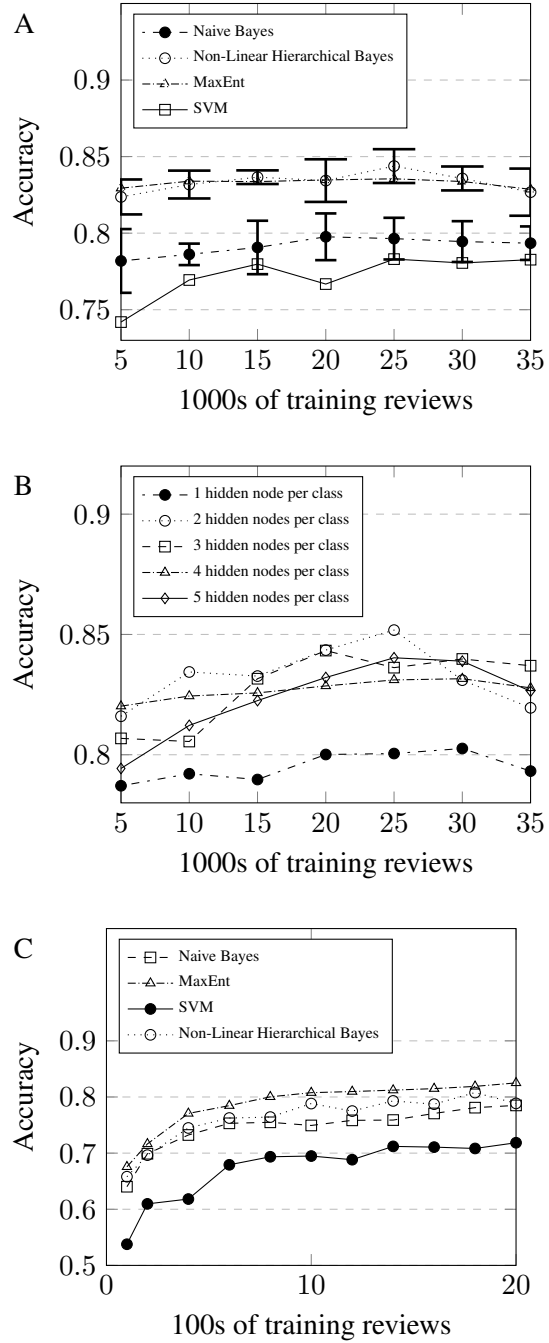 A
Naive Bayes
Non-Linear Hierarchical Bayes
MaxEnt
SVM
0.9
0.85
0.8
0.75
Accuracy
5 10 15 20 25 30 35
1000s of training reviews
B
1 hidden node per class
2 hidden nodes per class
3 hidden nodes per class
4 hidden nodes per class
5 hidden nodes per class
0.9
0.85
0.8
Accuracy
5 10 15 20 25 30 35
1000s of training reviews
C
Naive Bayes
MaxEnt
SVM
Non-Linear Hierarchical Bayes
0.9
0.8
0.7
0.6
0.5
Accuracy
0 10 20
100s of training reviews